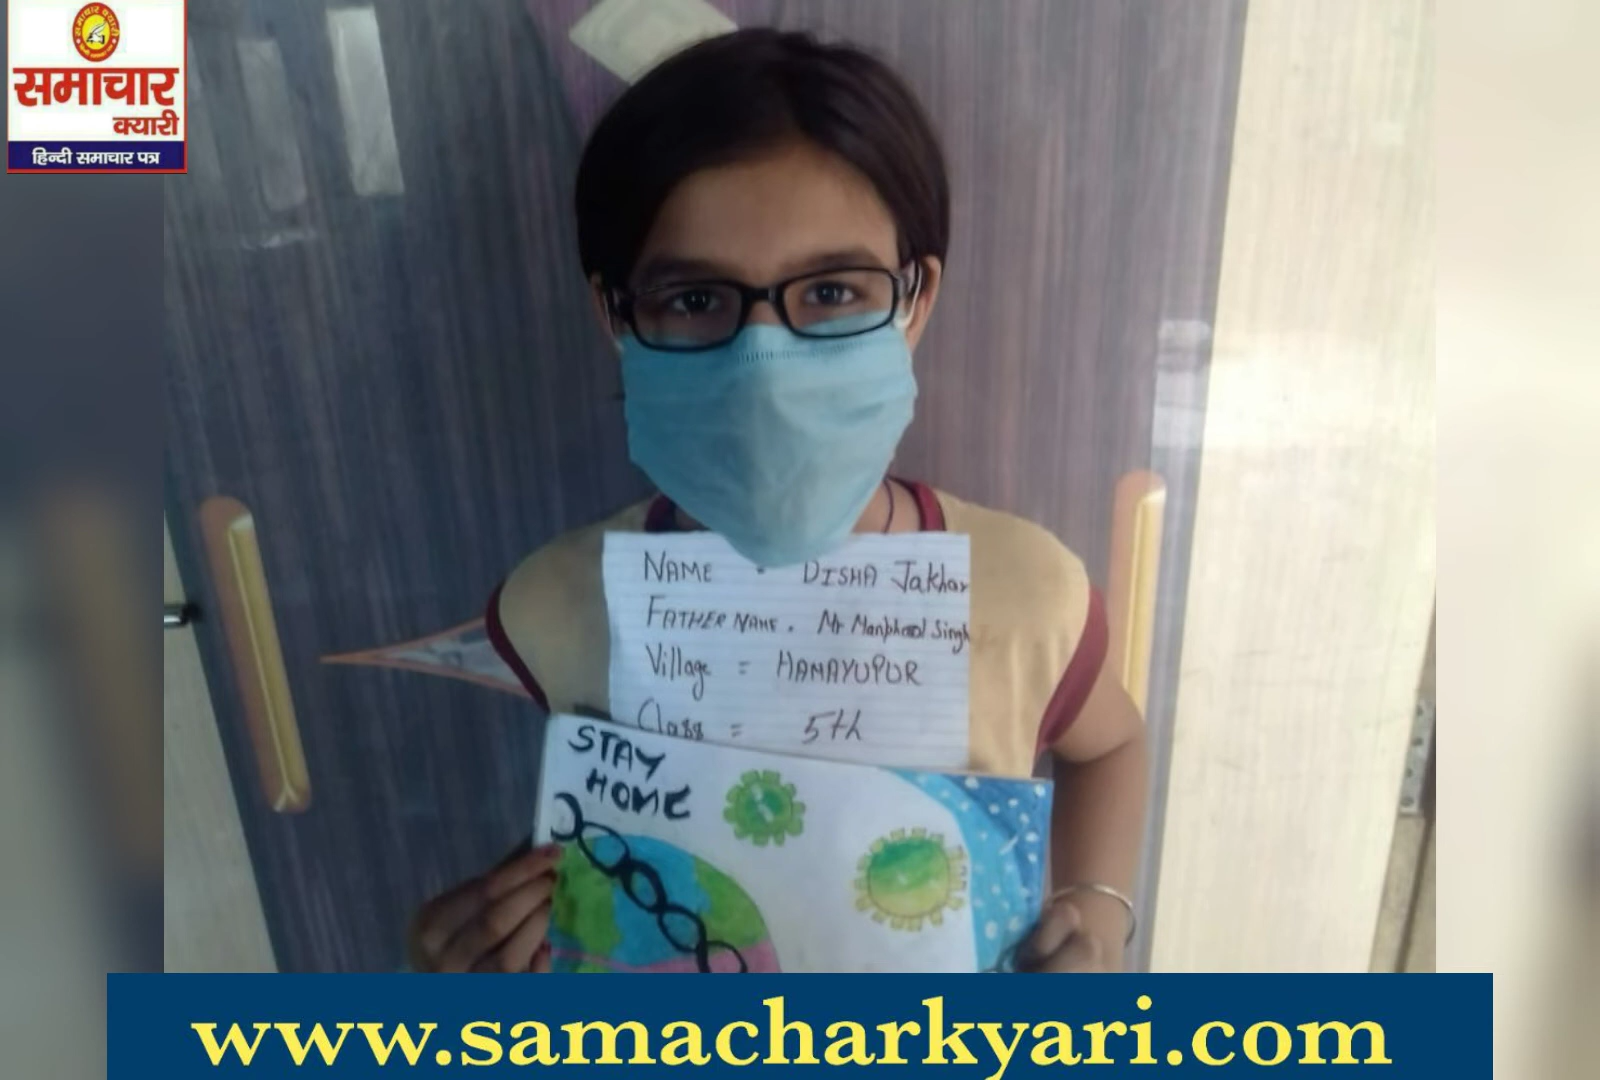 समाचार
क्यारी
हिन्दी समाचार पत्र
NAME - DISHA Jakhar
FATHER NAME. Mr Manphool Singh
Village = HAMAYUPUR
Class = 5th
STAY
HOME
www.samacharkyari.com